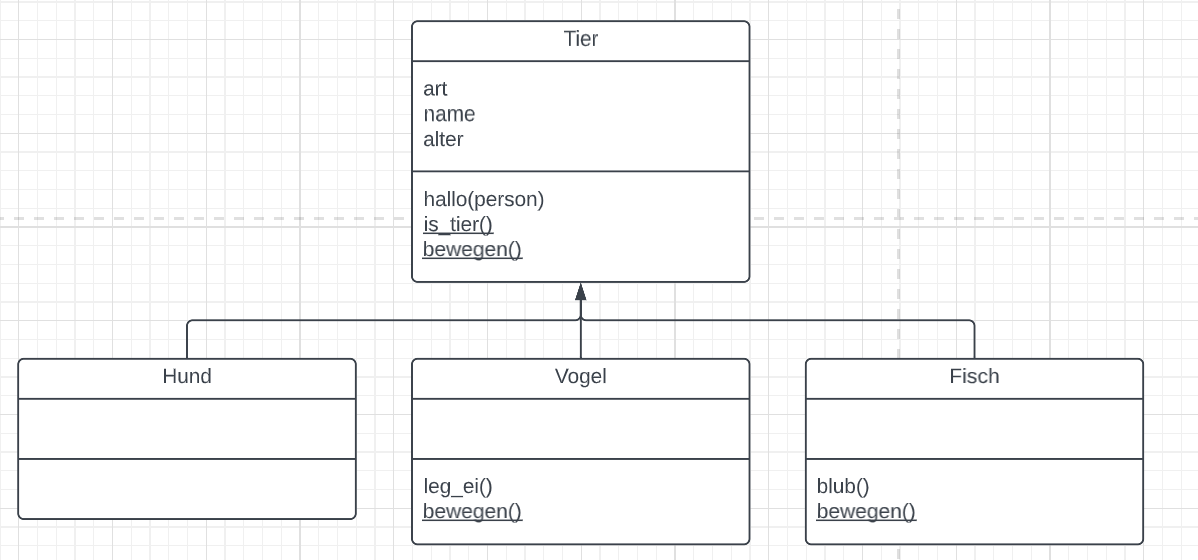 Tier
art
name
alter
hallo(person)
is_tier()
bewegen()
Hund
Vogel
leg_ei()
bewegen()
Fisch
blub()
bewegen()